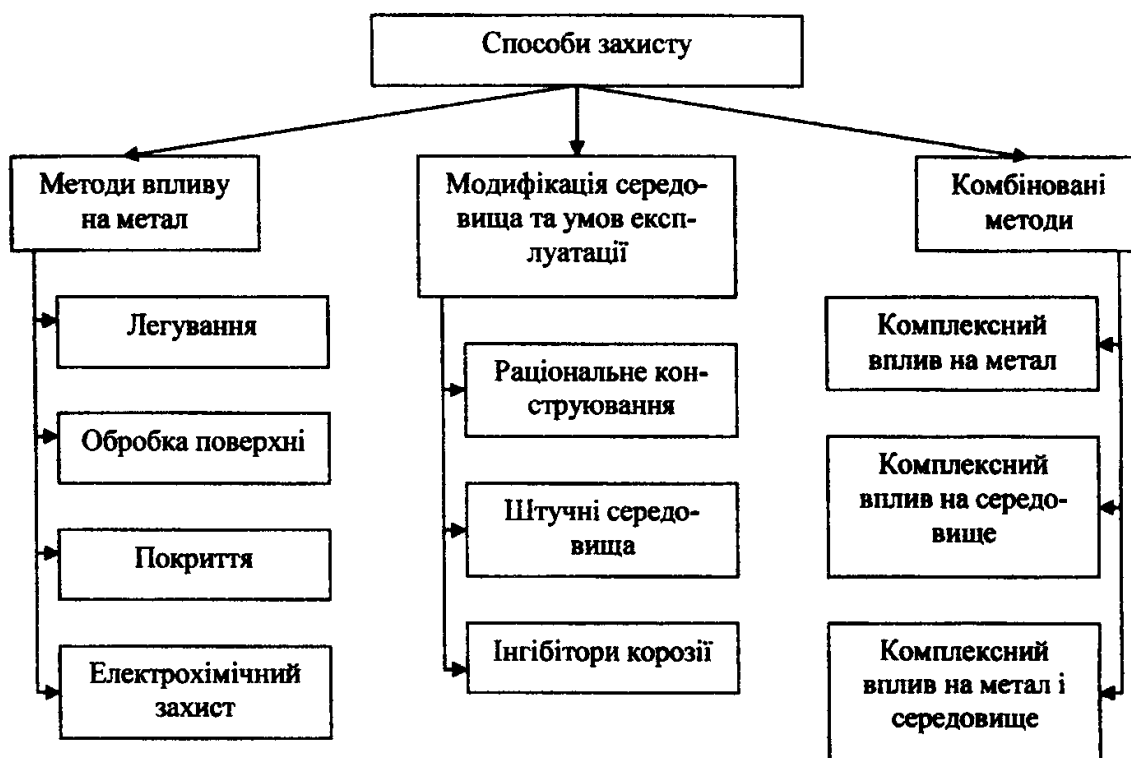 Способи захисту
Методи впливу
на метал
Легування
Обробка поверхні
Покриття
Електрохімічний
захист
Модифікація середо-
вища та умов експ-
луатації
Раціональне кон-
струювання
Штучні середо-
вища
Інгібітори корозії
Комбіновані
методи
Комплексний
вплив на метал
Комплексний
вплив на середо-
вище
Комплексний
вплив на метал і
середовище